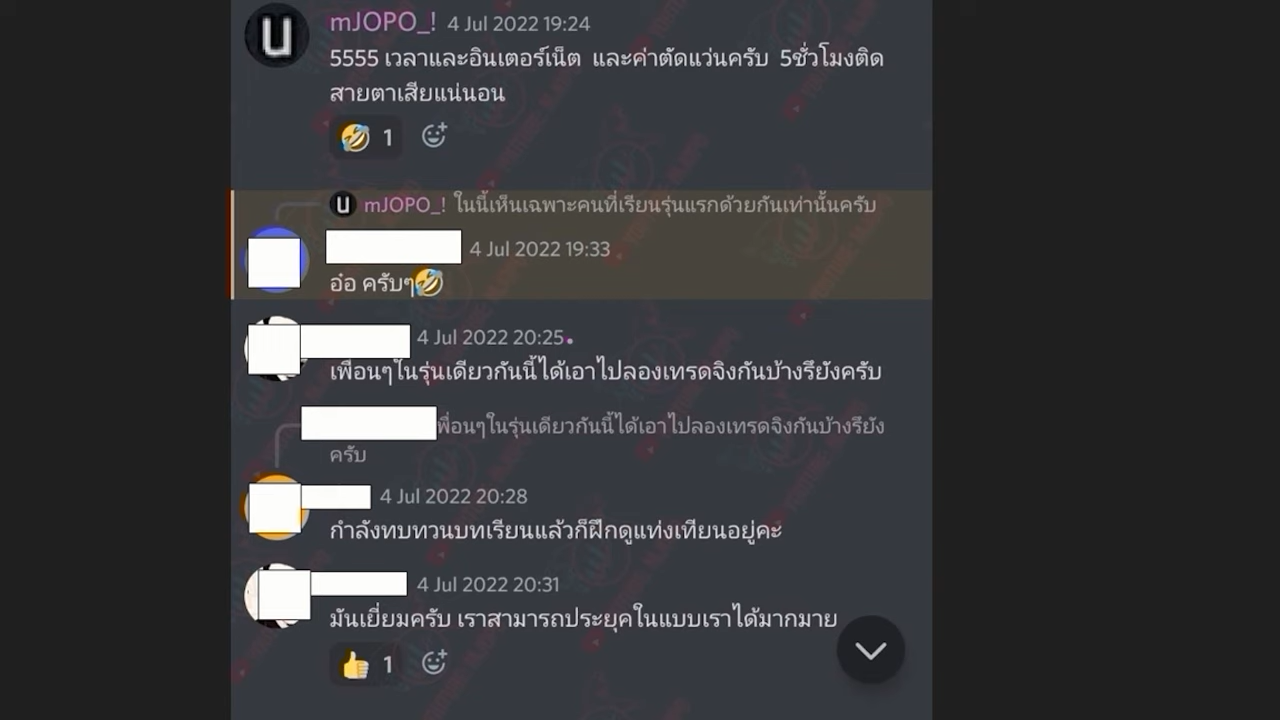 mJOPO_! 4 Jul 2022 19:24
5555 เวลาและอินเตอร์เน็ต และค่าตัดแว่นครับ 5ชั่วโมงติด
สายตาเสียแน่นอน
1
mJOPO_! ในนี้เห็นเฉพาะคนที่เรียนรุ่นแรกด้วยกันเท่านั้นครับ
4 Jul 2022 19:33
อ๋อ ครับๆ🤣
4 Jul 2022 20:25
เพื่อนๆในรุ่นเดียวกันนี้ได้เอาไปลองเทรดจิงกันบ้างรึยังครับ
พื่อนๆในรุ่นเดียวกันนี้ได้เอาไปลองเทรดจิงกันบ้างรึยัง
ครับ
4 Jul 2022 20:28
กำลังทบทวนบทเรียนแล้วก็ฝึกดูแท่งเทียนอยู่คะ
4 Jul 2022 20:31
มันเยี่ยมครับ เราสามารถประยุคในแบบเราได้มากมาย
1